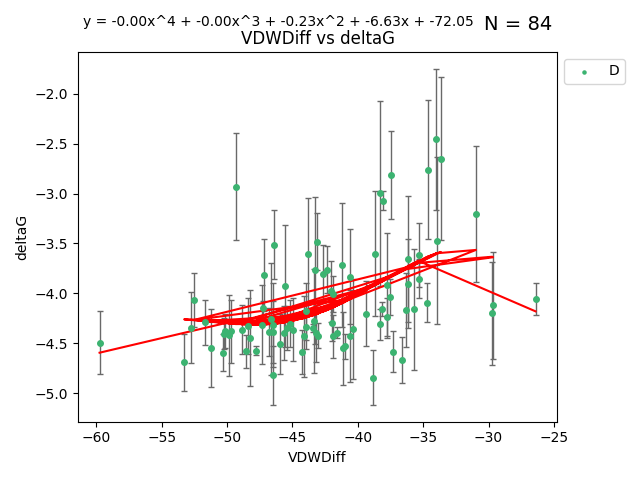 y = -0.00x^4 + -0.00x^3 + -0.23x^2 + -6.63x + -72.05 N = 84
VDWDiff vs deltaG
D
−2.0
−2.5
−3.0
−3.5
−4.0
−4.5
−5.0
deltaG
−60 −55 −50 −45 −40 −35 −30 −25
VDWDiff